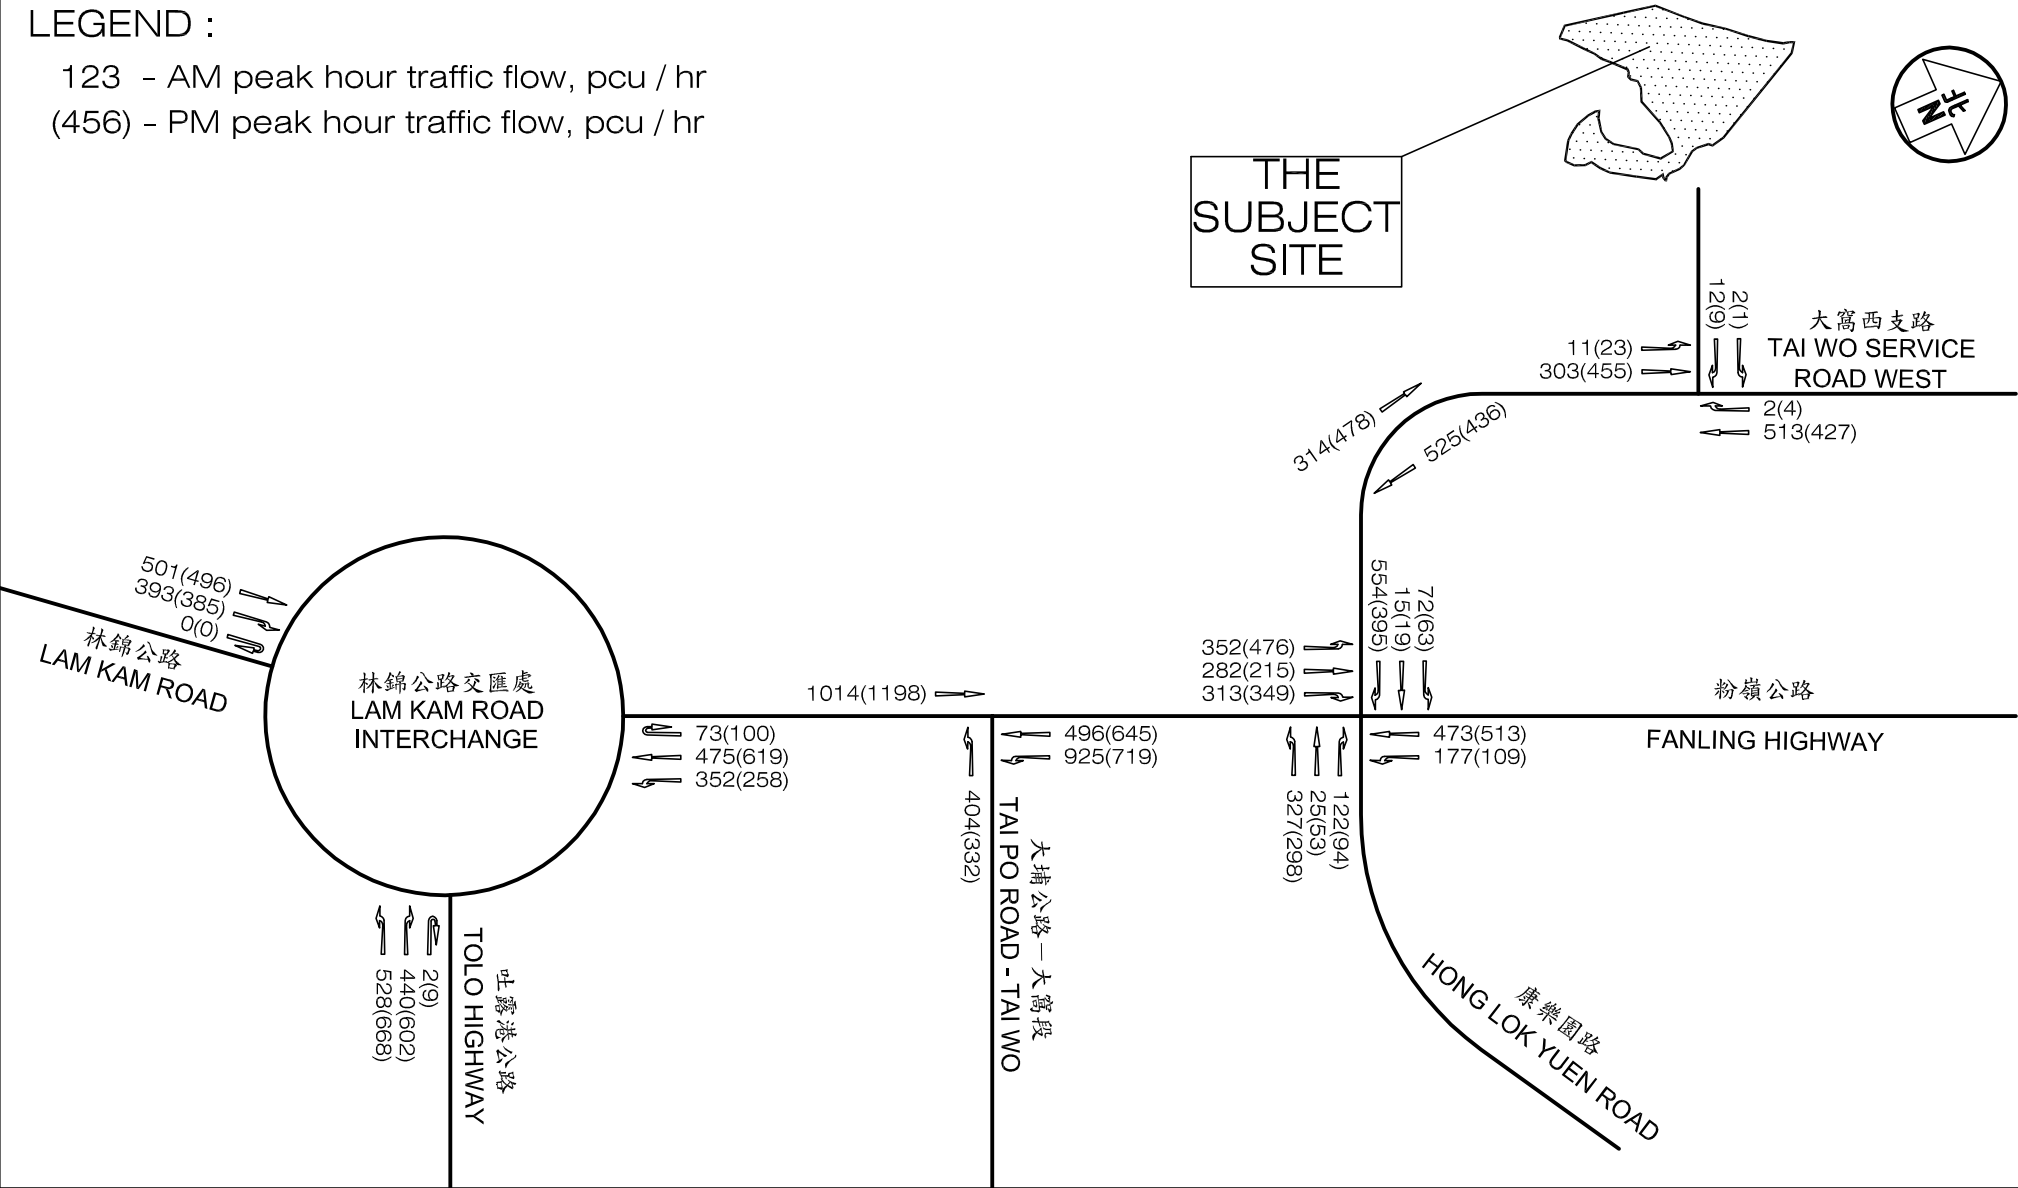 LEGEND :
123 - AM peak hour traffic flow, pcu / hr
(456) - PM peak hour traffic flow, pcu / hr
THE
SUBJECT
SITE
北
N
2(1)
12(9)
11(23)
303(455)
大窩西支路
TAI WO SERVICE
ROAD WEST
2(4)
513(427)
314(478)
525(436)
501(496)
393(385)
0(0)
林錦公路
LAM KAM ROAD
林錦公路交匯處
LAM KAM ROAD
INTERCHANGE
1014(1198)
73(100)
475(619)
352(258)
496(645)
925(719)
404(332)
大埔公路－大窩段
TAI PO ROAD - TAI WO
352(476)
282(215)
313(349)
72(63)
15(19)
554(395)
粉嶺公路
FANLING HIGHWAY
473(513)
177(109)
122(94)
25(53)
327(298)
康樂園路
HONG LOK YUEN ROAD
2(9)
440(602)
528(668)
吐露港公路
TOLO HIGHWAY